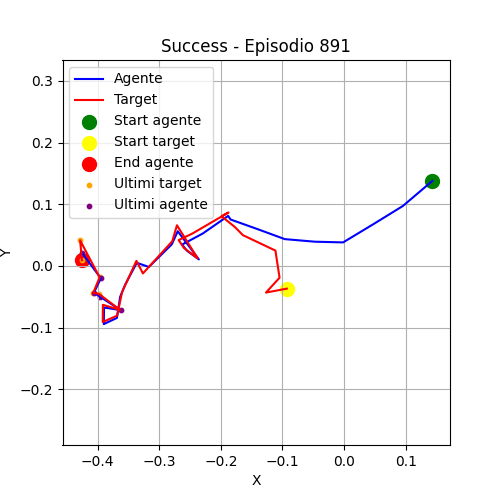 Success - Episodio 891
Agente
Target
Start agente
Start target
End agente
Ultimi target
Ultimi agente
0.3
0.2
0.1
0.0
−0.1
−0.2
Y
−0.4
−0.3
−0.2
−0.1
0.0
0.1
X